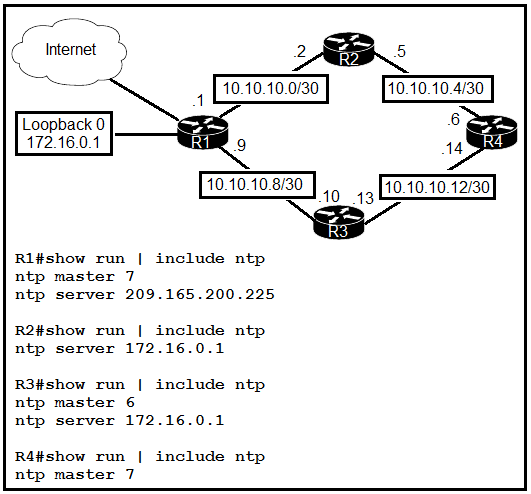 Internet
.2
R2
.5
10.10.10.0/30
10.10.10.4/30
.1
Loopback 0
172.16.0.1
R1
.6
R4
.9
.14
10.10.10.8/30
.10
.13
10.10.10.12/30
R3
R1#show run | include ntp
ntp master 7
ntp server 209.165.200.225
R2#show run | include ntp
ntp server 172.16.0.1
R3#show run | include ntp
ntp master 6
ntp server 172.16.0.1
R4#show run | include ntp
ntp master 7